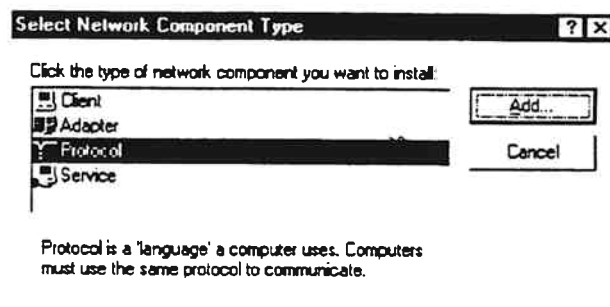 Select Network Component Type
Click the type of network component you want to install:
Client
Adapter
Protocol
Service
Add...
Cancel
Protocol is a 'language' a computer uses. Computers
must use the same protocol to communicate.